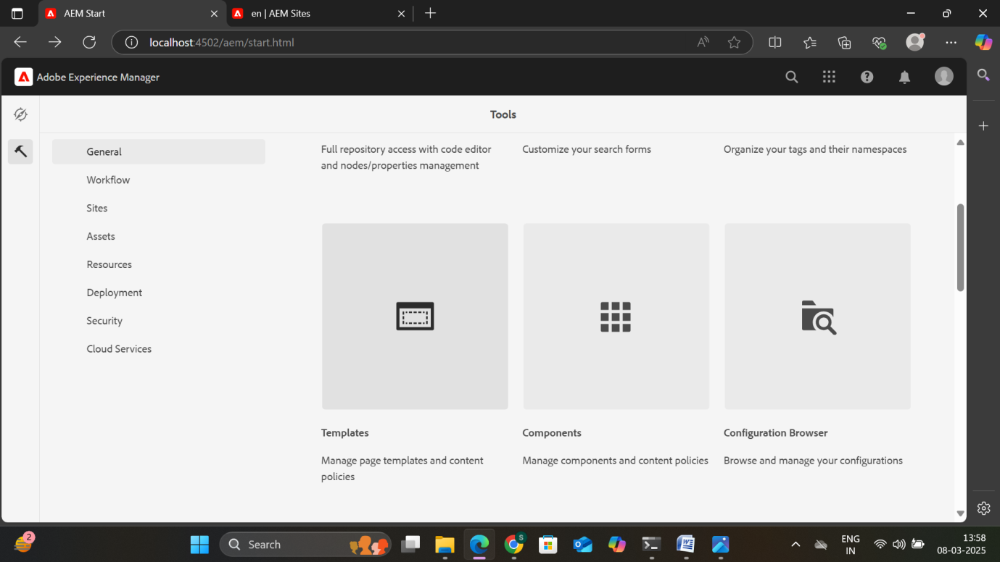 AEM Start
en | AEM Sites
localhost:4502/aem/start.html
Adobe Experience Manager
Tools
General
Workflow
Sites
Assets
Resources
Deployment
Security
Cloud Services
Full repository access with code editor
and nodes/properties management
Customize your search forms
Organize your tags and their namespaces
Templates
Manage page templates and content
policies
Components
Manage components and content policies
Configuration Browser
Browse and manage your configurations
2
Search
S
ENG
IN
13:58
08-03-2025